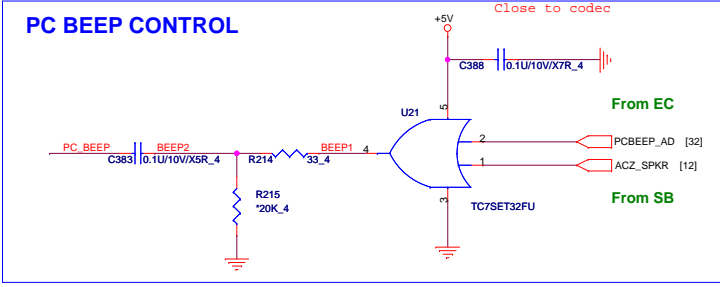 Close to codec
PC BEEP CONTROL
+5V
C388
0.1U/10V/X7R_4
From EC
U21
5
2
PCBEEP_AD [32]
PC_BEEP
BEEP2
BEEP1
4
C383
0.1U/10V/X5R_4
R214
33_4
1
ACZ_SPKR [12]
From SB
R215
*20K_4
3
TC7SET32FU